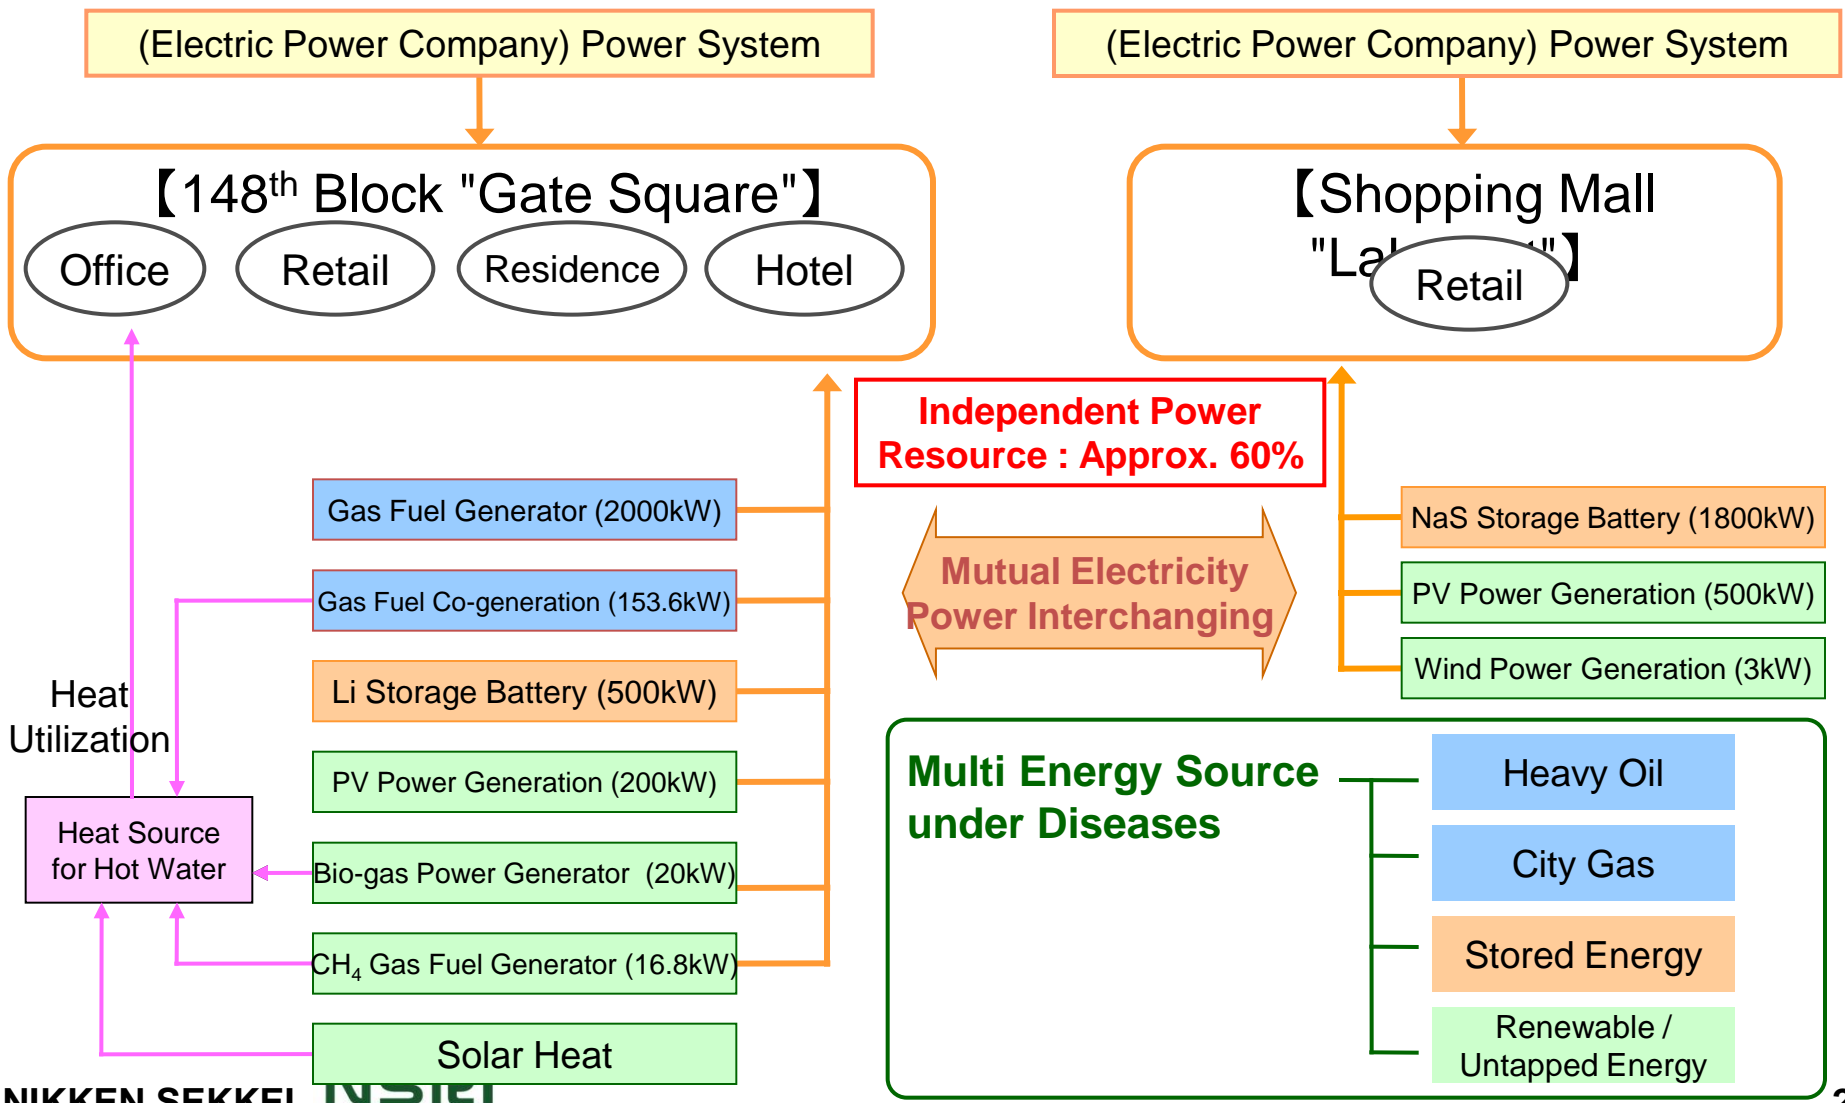 (Electric Power Company) Power System
(Electric Power Company) Power System
【148th Block "Gate Square"】
Office
Retail
Residence
Hotel
【Shopping Mall
Retail
Independent Power
Resource : Approx. 60%
Gas Fuel Generator (2000kW)
Gas Fuel Co-generation (153.6kW)
Li Storage Battery (500kW)
PV Power Generation (200kW)
Bio-gas Power Generator (20kW)
CH4 Gas Fuel Generator (16.8kW)
Solar Heat
Heat
Utilization
Heat Source
for Hot Water
Mutual Electricity
Power Interchanging
NaS Storage Battery (1800kW)
PV Power Generation (500kW)
Wind Power Generation (3kW)
Multi Energy Source
under Diseases
Heavy Oil
City Gas
Stored Energy
Renewable /
Untapped Energy
NIKKEN SEKKEI NSRI